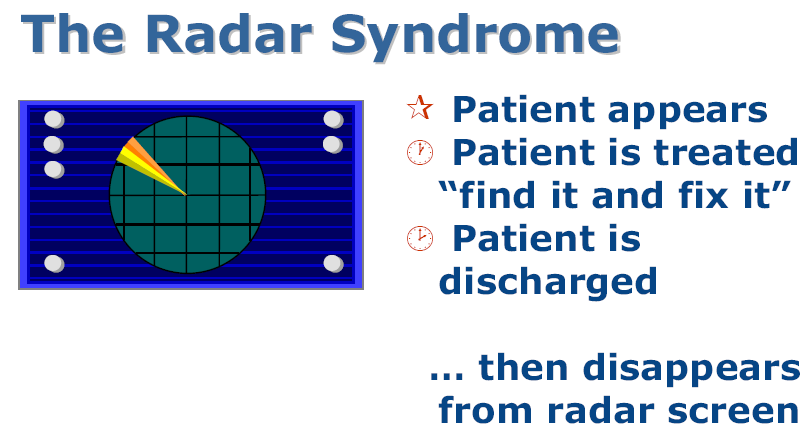 The Radar Syndrome
Patient appears
Patient is treated
“find it and fix it”
Patient is
discharged
... then disappears
from radar screen